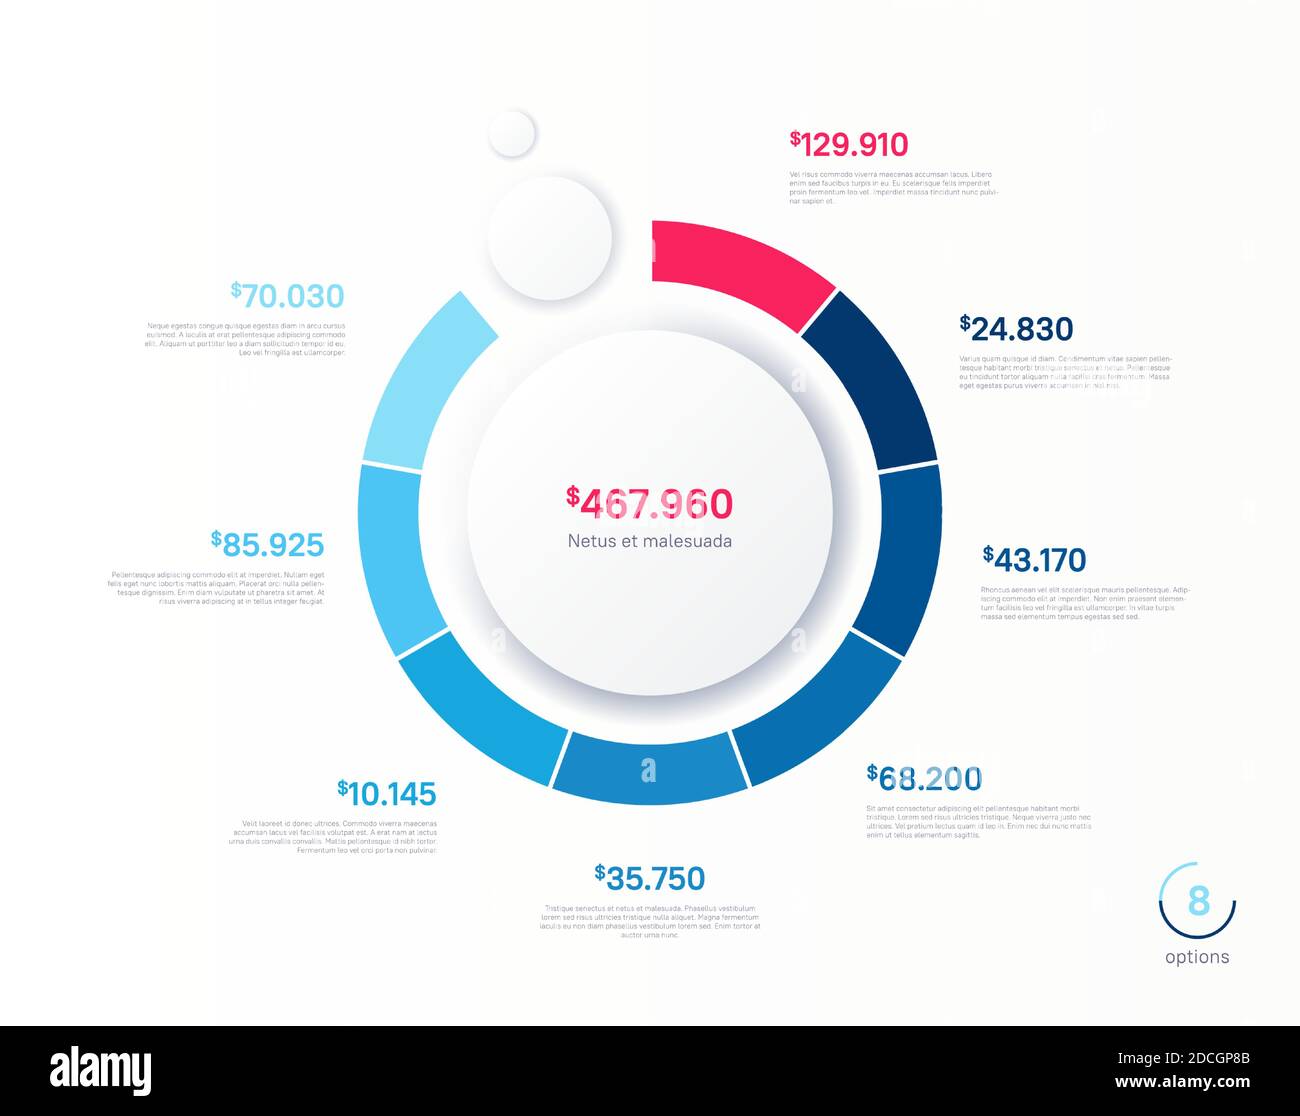 $129.910
Vel risus commodo viverra maecenas accumsan lacus. Libero
enim sed faucibus turpis in eu. Eu scelerisque felis imperdiet
proin fermentum leo vel. Imperdiet massa tincidunt nunc pulvi-
nar sapien et.
$70.030
Neque egestas congue quisque egestas diam in arcu cursus
euismod. A iaculis at erat pellentesque adipiscing commodo
elit. Aliquam ut porttitor leo a diam sollicitudin tempor id eu.
Leo vel fringilla est ullamcorper.
$24.830
Varius quam quisque id diam. Condimentum vitae sapien pellen-
tesque habitant morbi tristique senectus et netus. Pellentesque
eu tincidunt tortor aliquam nulla facilisi cras fermentum. Massa
eget egestas purus viverra accumsan in nisl nisi.
$467.960
Netus et malesuada
$85.925
Pellentesque adipiscing commodo elit at imperdiet. Nullam eget
felis eget nunc lobortis mattis aliquam. Placerat orci nulla pellen-
tesque dignissim. Enim diam vulputate ut pharetra sit amet. At
risus viverra adipiscing at in tellus integer feugiat.
$43.170
Rhoncus aenean vel elit scelerisque mauris pellentesque. Adip-
iscing commodo elit at imperdiet. Non enim praesent elemen-
tum facilisis leo vel fringilla est ullamcorper. In vitae turpis
massa sed elementum tempus egestas sed sed.
$68.200
Sit amet consectetur adipiscing elit pellentesque habitant morbi
tristique. Lorem sed risus ultricies tristique. Neque viverra justo nec
ultrices. Vel pretium lectus quam id leo in. Enim nec dui nunc mattis
enim ut tellus elementum sagittis.
$10.145
Velit laoreet id donec ultrices. Commodo viverra maecenas
accumsan lacus vel facilisis volutpat est. A erat nam at lectus
urna duis convallis convallis. Mattis pellentesque id nibh tortor.
Fermentum leo vel orci porta non pulvinar.
$35.750
Tristique senectus et netus et malesuada. Phasellus vestibulum
lorem sed risus ultricies tristique nulla aliquet. Magna fermentum
iaculis eu non diam phasellus vestibulum lorem sed. Enim tortor at
auctor urna nunc.
8
options
a
alamy
Image ID: 2DCGP8B
www.alamy.com